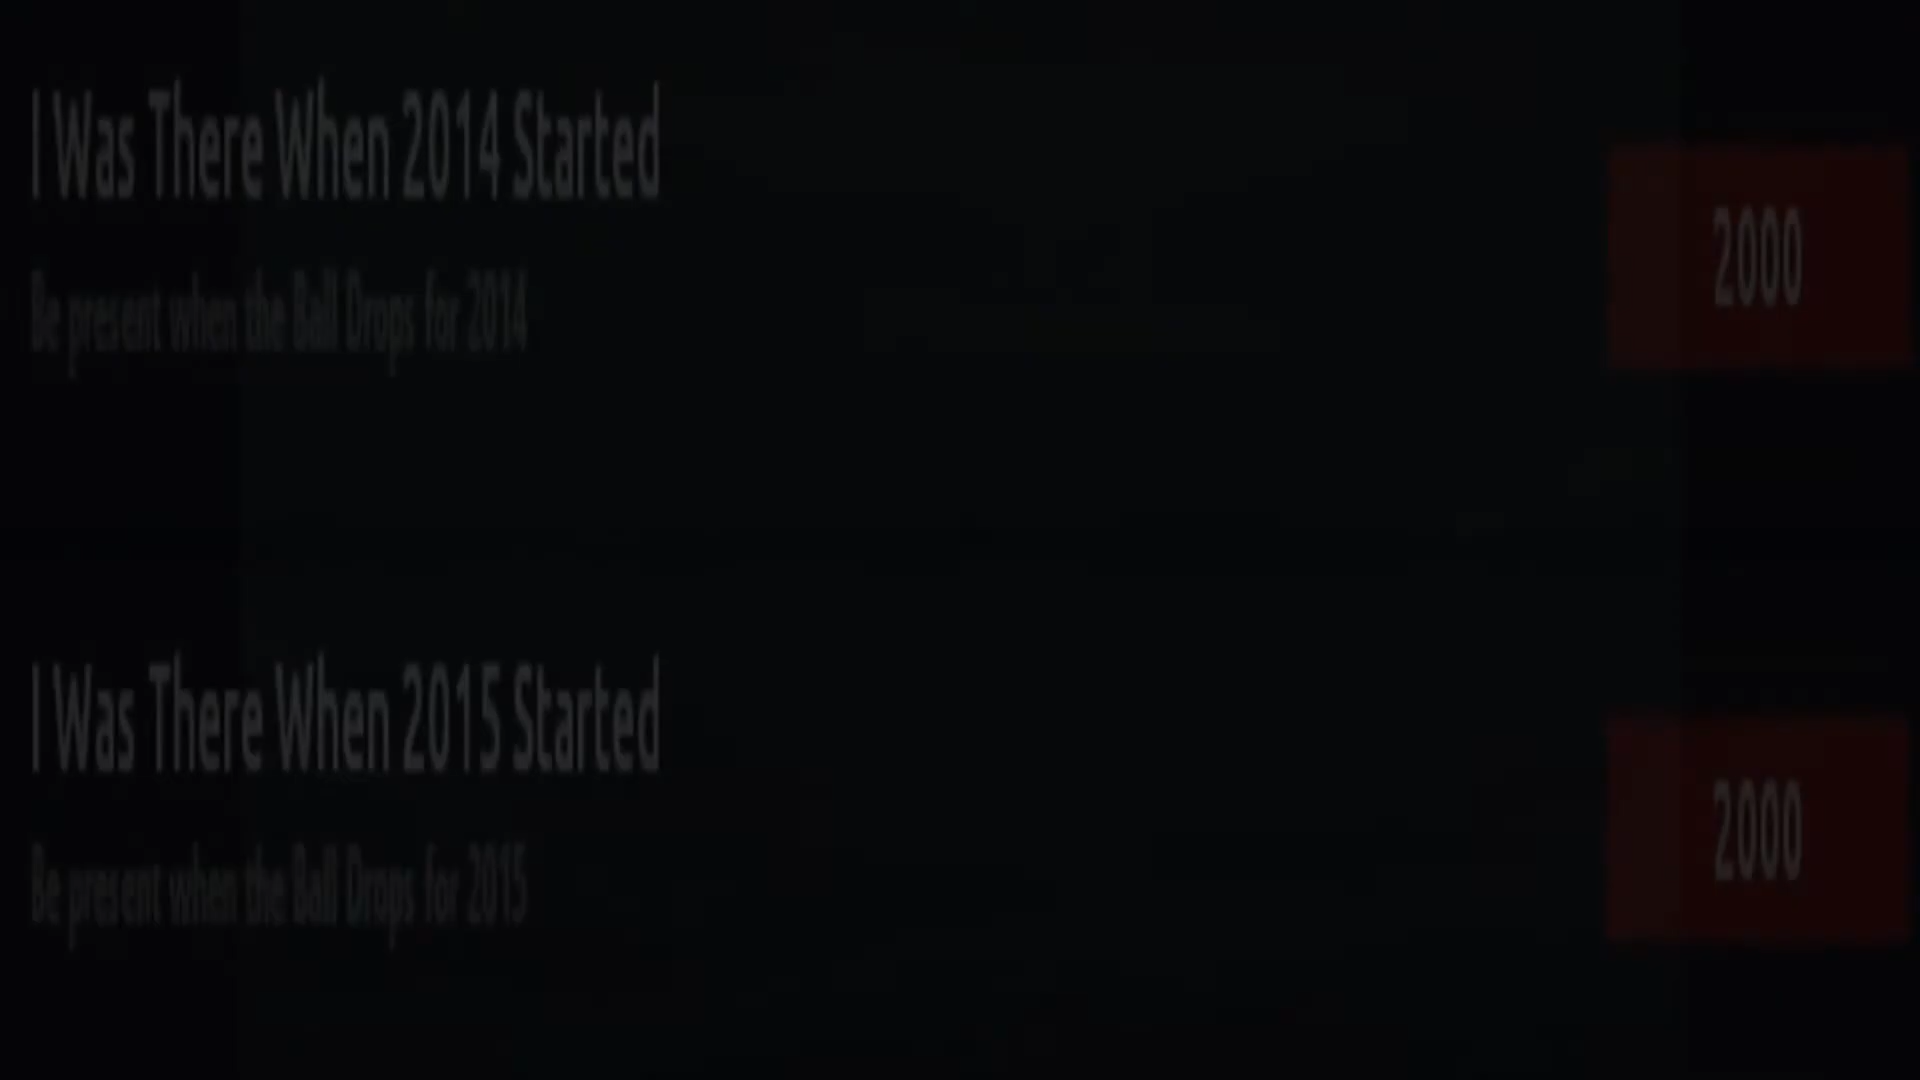 I Was There When 2014 Started
Be present when the Ball Drops for 2014
2000
I Was There When 2015 Started
Be present when the Ball Drops for 2015
2000